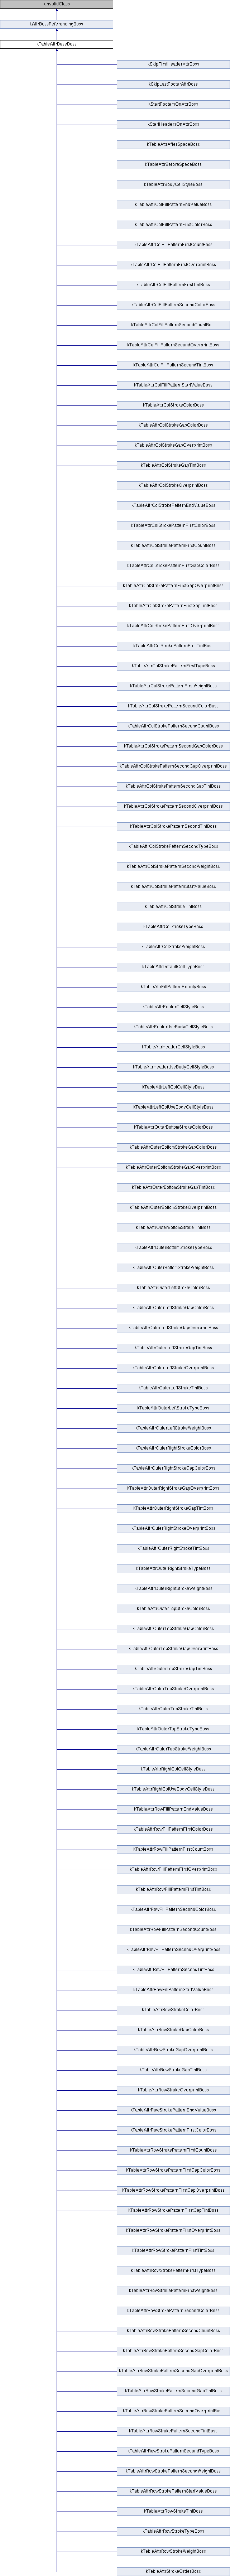 kInvalidClass
kAttrBossReferencingBoss
kTableAttrBaseBoss
kSkipFirstHeaderAttrBoss
kSkipLastFooterAttrBoss
kStartFootersOnAttrBoss
kStartHeadersOnAttrBoss
kTableAttrAfterSpaceBoss
kTableAttrBeforeSpaceBoss
kTableAttrBodyCellStyleBoss
kTableAttrColFillPatternEndValueBoss
kTableAttrColFillPatternFirstColorBoss
kTableAttrColFillPatternFirstCountBoss
kTableAttrColFillPatternFirstOverprintBoss
kTableAttrColFillPatternFirstTintBoss
kTableAttrColFillPatternSecondColorBoss
kTableAttrColFillPatternSecondCountBoss
kTableAttrColFillPatternSecondOverprintBoss
kTableAttrColFillPatternSecondTintBoss
kTableAttrColFillPatternStartValueBoss
kTableAttrColStrokeColorBoss
kTableAttrColStrokeGapColorBoss
kTableAttrColStrokeGapOverprintBoss
kTableAttrColStrokeGapTintBoss
kTableAttrColStrokeOverprintBoss
kTableAttrColStrokePatternEndValueBoss
kTableAttrColStrokePatternFirstColorBoss
kTableAttrColStrokePatternFirstCountBoss
kTableAttrColStrokePatternFirstGapColorBoss
kTableAttrColStrokePatternFirstGapOverprintBoss
kTableAttrColStrokePatternFirstGapTintBoss
kTableAttrColStrokePatternFirstOverprintBoss
kTableAttrColStrokePatternFirstTintBoss
kTableAttrColStrokePatternFirstTypeBoss
kTableAttrColStrokePatternFirstWeightBoss
kTableAttrColStrokePatternSecondColorBoss
kTableAttrColStrokePatternSecondCountBoss
kTableAttrColStrokePatternSecondGapColorBoss
kTableAttrColStrokePatternSecondGapOverprintBoss
kTableAttrColStrokePatternSecondGapTintBoss
kTableAttrColStrokePatternSecondOverprintBoss
kTableAttrColStrokePatternSecondTintBoss
kTableAttrColStrokePatternSecondTypeBoss
kTableAttrColStrokePatternSecondWeightBoss
kTableAttrColStrokePatternStartValueBoss
kTableAttrColStrokeTintBoss
kTableAttrColStrokeTypeBoss
kTableAttrColStrokeWeightBoss
kTableAttrDefaultCellTypeBoss
kTableAttrFillPatternPriorityBoss
kTableAttrFooterCellStyleBoss
kTableAttrFooterUseBodyCellStyleBoss
kTableAttrHeaderCellStyleBoss
kTableAttrHeaderUseBodyCellStyleBoss
kTableAttrLeftColCellStyleBoss
kTableAttrLeftColUseBodyCellStyleBoss
kTableAttrOuterBottomStrokeColorBoss
kTableAttrOuterBottomStrokeGapColorBoss
kTableAttrOuterBottomStrokeGapOverprintBoss
kTableAttrOuterBottomStrokeGapTintBoss
kTableAttrOuterBottomStrokeOverprintBoss
kTableAttrOuterBottomStrokeTintBoss
kTableAttrOuterBottomStrokeTypeBoss
kTableAttrOuterBottomStrokeWeightBoss
kTableAttrOuterLeftStrokeColorBoss
kTableAttrOuterLeftStrokeGapColorBoss
kTableAttrOuterLeftStrokeGapOverprintBoss
kTableAttrOuterLeftStrokeGapTintBoss
kTableAttrOuterLeftStrokeOverprintBoss
kTableAttrOuterLeftStrokeTintBoss
kTableAttrOuterLeftStrokeTypeBoss
kTableAttrOuterLeftStrokeWeightBoss
kTableAttrOuterRightStrokeColorBoss
kTableAttrOuterRightStrokeGapColorBoss
kTableAttrOuterRightStrokeGapOverprintBoss
kTableAttrOuterRightStrokeGapTintBoss
kTableAttrOuterRightStrokeOverprintBoss
kTableAttrOuterRightStrokeTintBoss
kTableAttrOuterRightStrokeTypeBoss
kTableAttrOuterRightStrokeWeightBoss
kTableAttrOuterTopStrokeColorBoss
kTableAttrOuterTopStrokeGapColorBoss
kTableAttrOuterTopStrokeGapOverprintBoss
kTableAttrOuterTopStrokeGapTintBoss
kTableAttrOuterTopStrokeOverprintBoss
kTableAttrOuterTopStrokeTintBoss
kTableAttrOuterTopStrokeTypeBoss
kTableAttrOuterTopStrokeWeightBoss
kTableAttrRightColCellStyleBoss
kTableAttrRightColUseBodyCellStyleBoss
kTableAttrRowFillPatternEndValueBoss
kTableAttrRowFillPatternFirstColorBoss
kTableAttrRowFillPatternFirstCountBoss
kTableAttrRowFillPatternFirstOverprintBoss
kTableAttrRowFillPatternFirstTintBoss
kTableAttrRowFillPatternSecondColorBoss
kTableAttrRowFillPatternSecondCountBoss
kTableAttrRowFillPatternSecondOverprintBoss
kTableAttrRowFillPatternSecondTintBoss
kTableAttrRowFillPatternStartValueBoss
kTableAttrRowStrokeColorBoss
kTableAttrRowStrokeGapColorBoss
kTableAttrRowStrokeGapOverprintBoss
kTableAttrRowStrokeGapTintBoss
kTableAttrRowStrokeOverprintBoss
kTableAttrRowStrokePatternEndValueBoss
kTableAttrRowStrokePatternFirstColorBoss
kTableAttrRowStrokePatternFirstCountBoss
kTableAttrRowStrokePatternFirstGapColorBoss
kTableAttrRowStrokePatternFirstGapOverprintBoss
kTableAttrRowStrokePatternFirstGapTintBoss
kTableAttrRowStrokePatternFirstOverprintBoss
kTableAttrRowStrokePatternFirstTintBoss
kTableAttrRowStrokePatternFirstTypeBoss
kTableAttrRowStrokePatternFirstWeightBoss
kTableAttrRowStrokePatternSecondColorBoss
kTableAttrRowStrokePatternSecondCountBoss
kTableAttrRowStrokePatternSecondGapColorBoss
kTableAttrRowStrokePatternSecondGapOverprintBoss
kTableAttrRowStrokePatternSecondGapTintBoss
kTableAttrRowStrokePatternSecondOverprintBoss
kTableAttrRowStrokePatternSecondTintBoss
kTableAttrRowStrokePatternSecondTypeBoss
kTableAttrRowStrokePatternSecondWeightBoss
kTableAttrRowStrokePatternStartValueBoss
kTableAttrRowStrokeTintBoss
kTableAttrRowStrokeTypeBoss
kTableAttrRowStrokeWeightBoss
kTableAttrStrokeOrderBoss